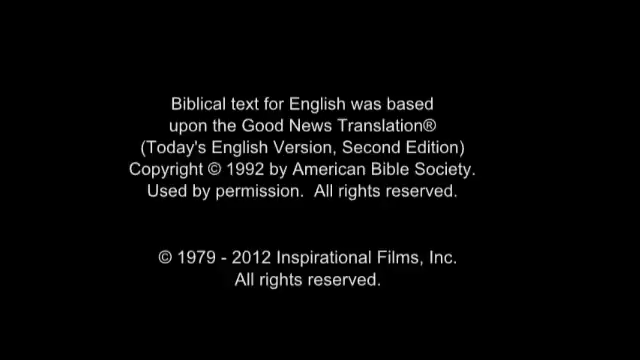 Biblical text for English was based
upon the Good News Translation®
(Today's English Version, Second Edition)
Copyright © 1992 by American Bible Society.
Used by permission.  All rights reserved.
© 1979 - 2012 Inspirational Films, Inc.
All rights reserved.